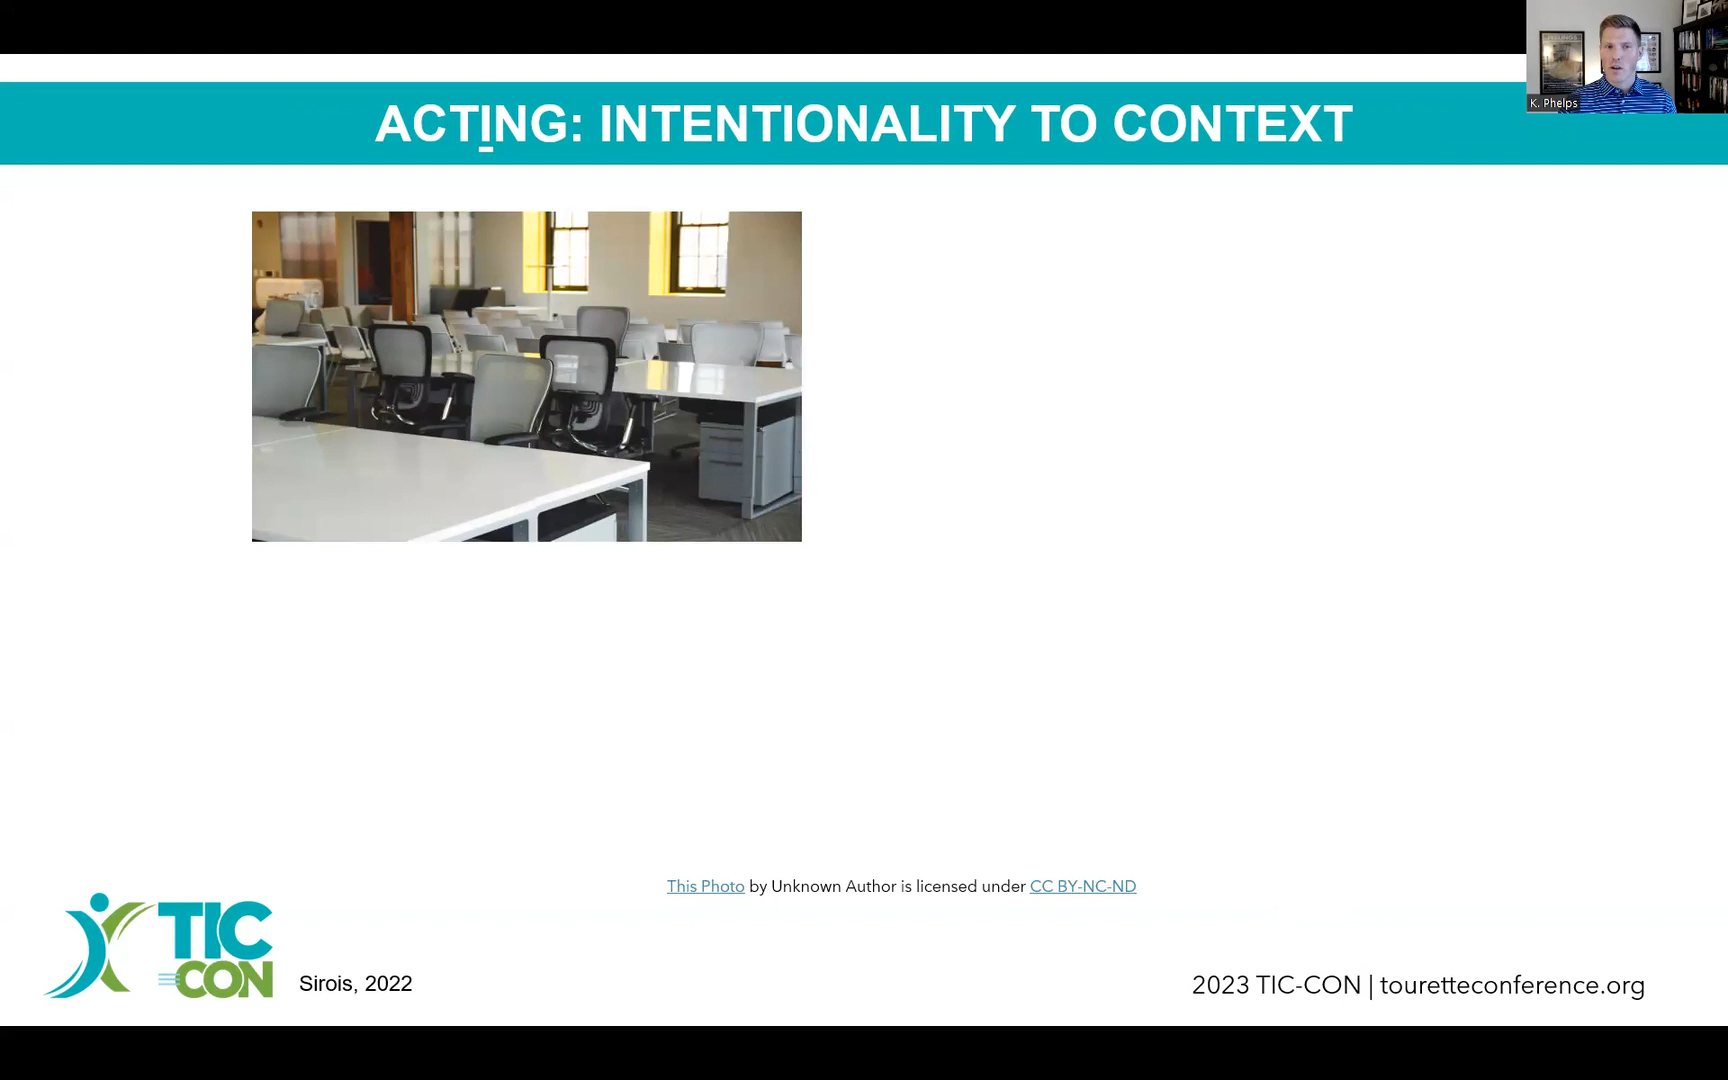 K. Phelps
ACTING: INTENTIONALITY TO CONTEXT
This Photo by Unknown Author is licensed under CC BY-NC-ND
TIC
CON
Sirois, 2022
2023 TIC-CON | touretteconference.org